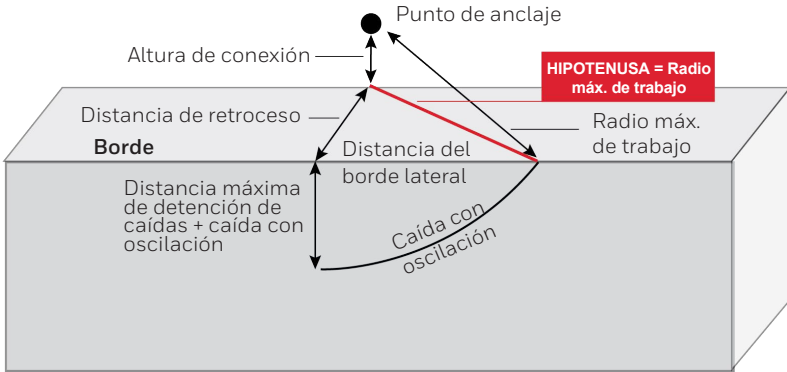 Punto de anclaje
Altura de conexión
HIPOTENUSA = Radio
máx. de trabajo
Distancia de retroceso
Radio máx.
de trabajo
Borde
Distancia del
borde lateral
Distancia máxima
de detención de
caídas + caída con
oscilación
Caída con
oscilación